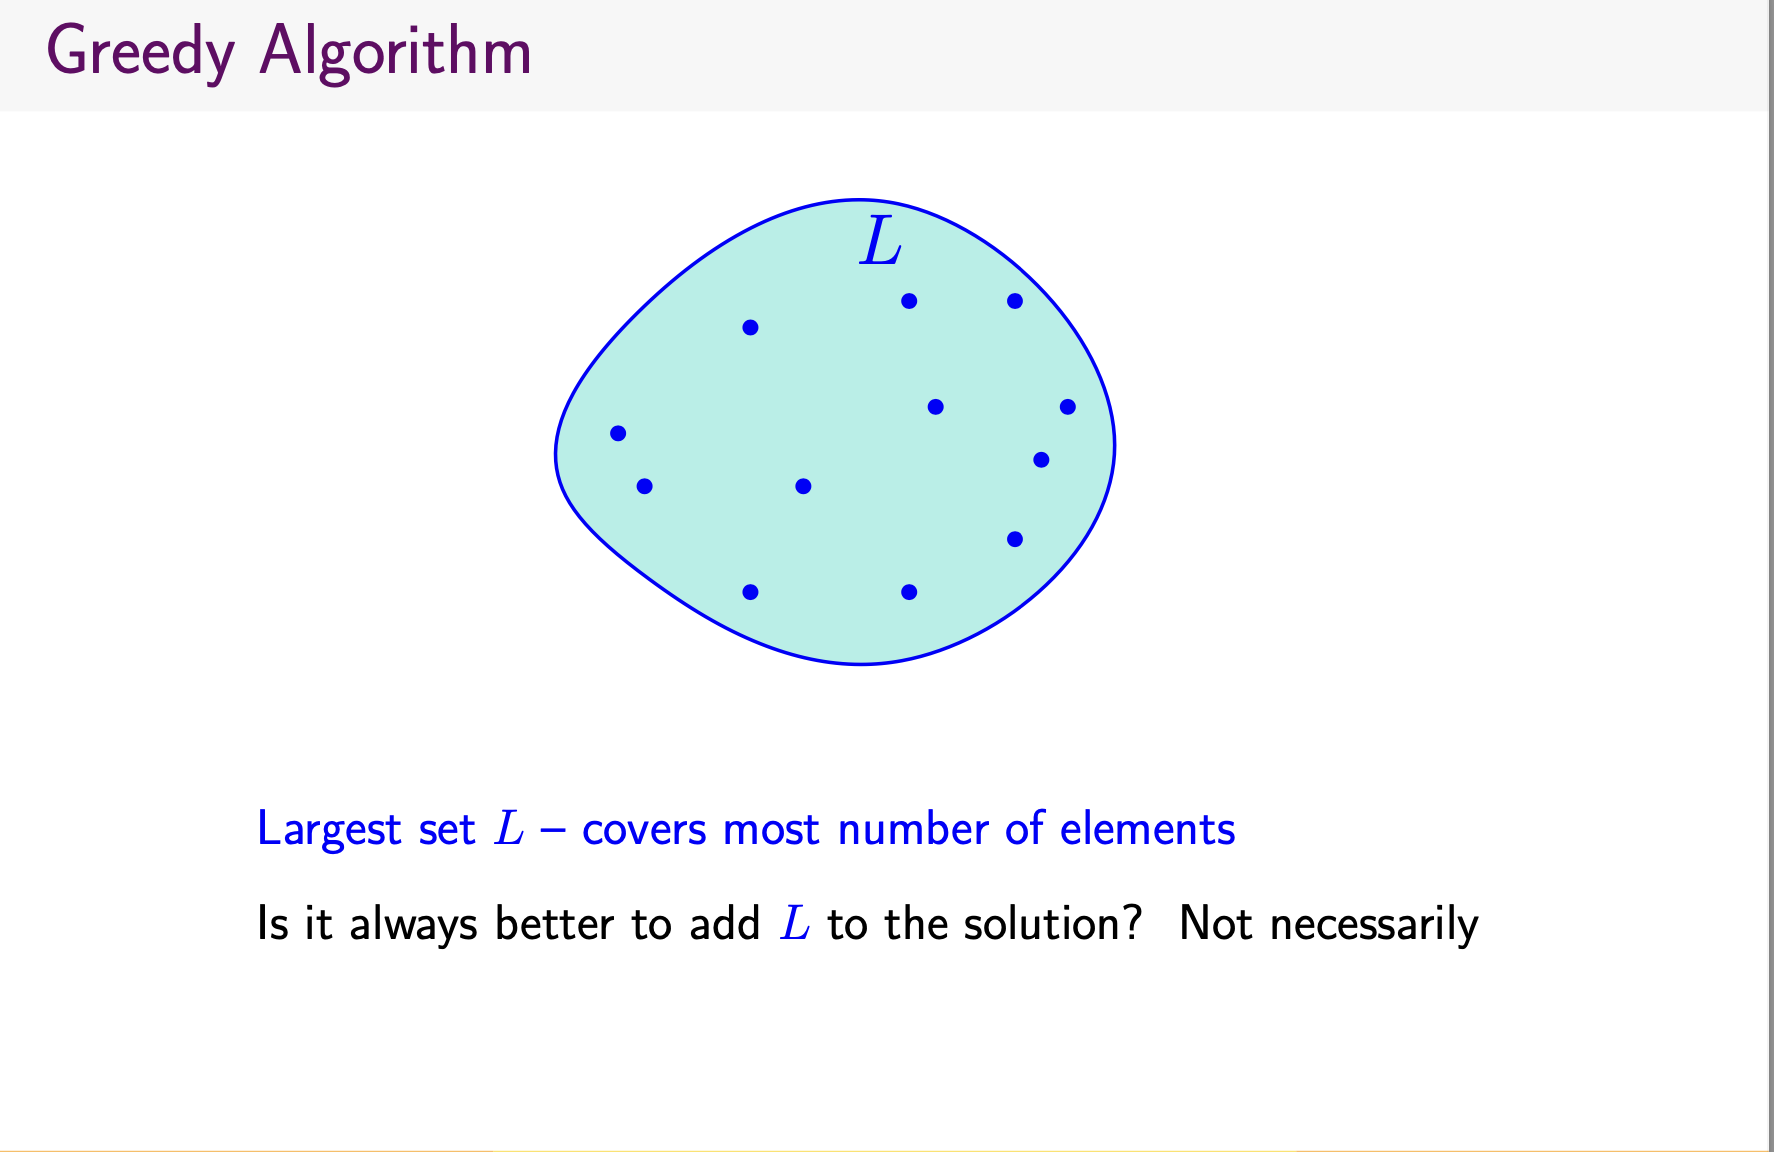 Greedy Algorithm
L
Largest set L – covers most number of elements
Is it always better to add L to the solution? Not necessarily